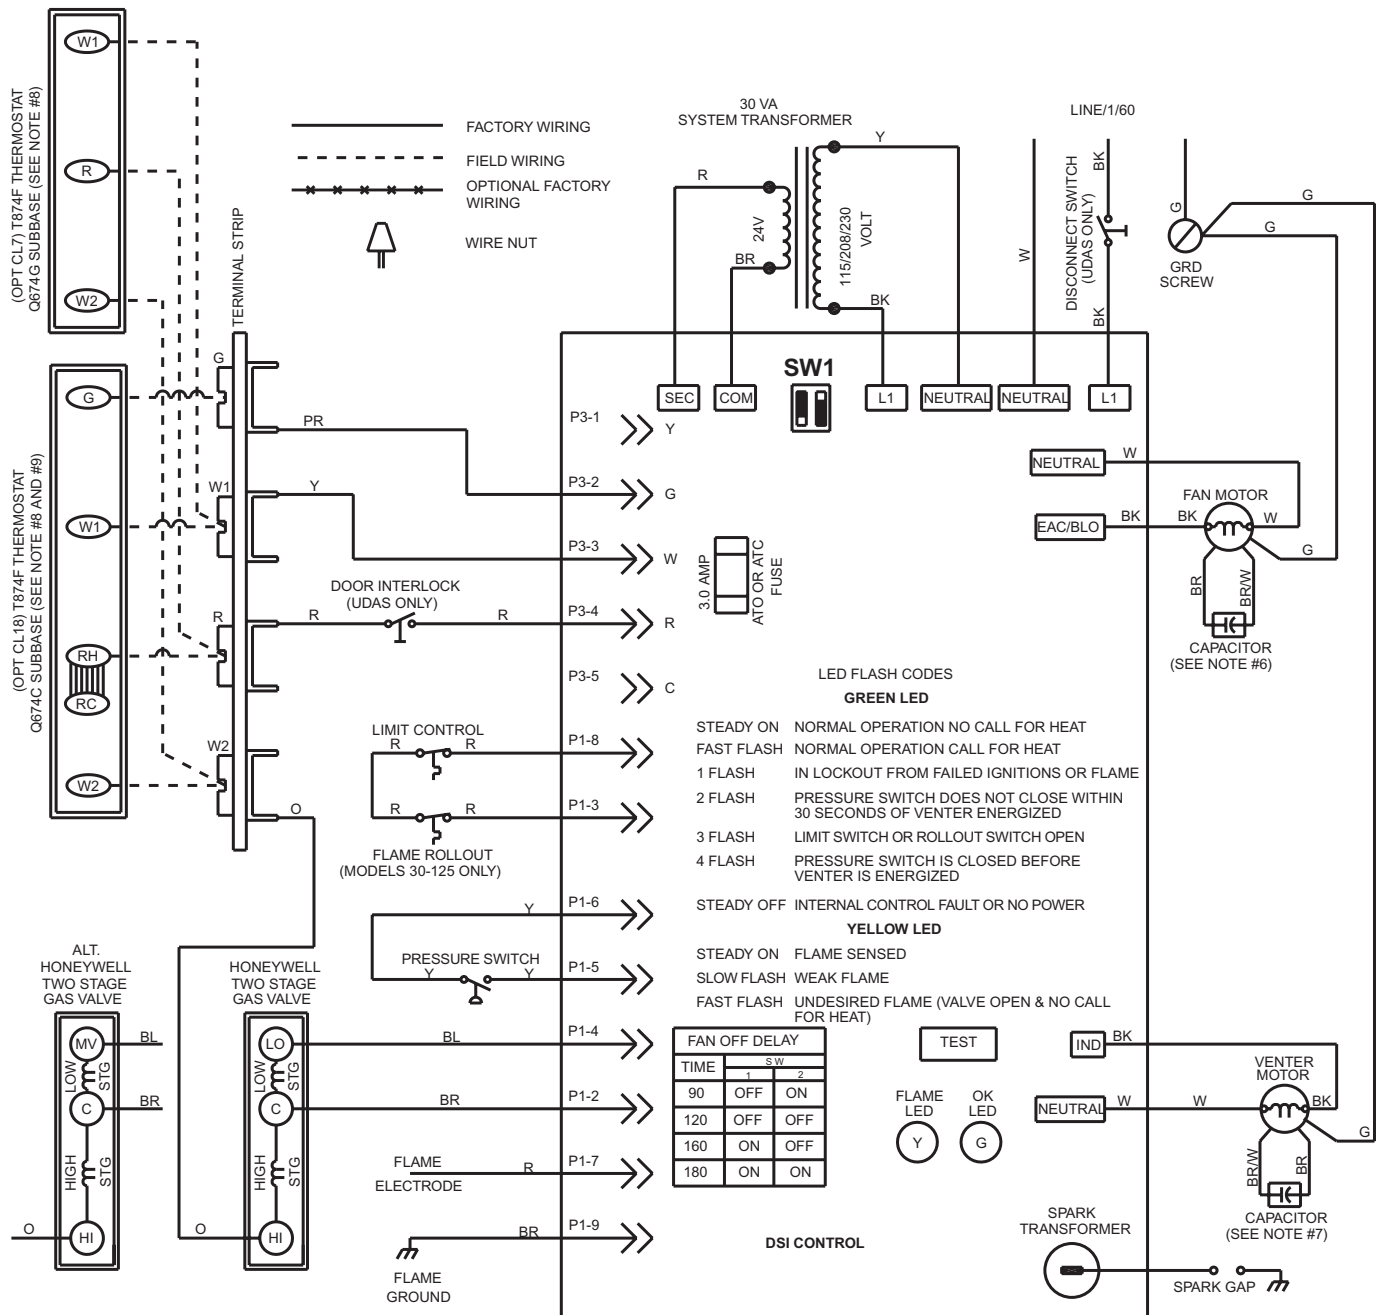 (OPT CL7) T874F THERMOSTAT
Q674G SUBBASE (SEE NOTE #8)
W1
R
W2
(OPT CL18) T874F THERMOSTAT
Q674C SUBBASE (SEE NOTE #8 AND #9)
G
W1
RH
RC
W2
TERMINAL STRIP
G
W1
R
W2
FACTORY WIRING
FIELD WIRING
OPTIONAL FACTORY
WIRING
WIRE NUT
30 VA
SYSTEM TRANSFORMER
R
Y
24V
115/208/230
VOLT
BR
BK
LINE/1/60
W
BK
DISCONNECT SWITCH
(UDAS ONLY)
BK
G
GRD
SCREW
G
G
SW1
SEC
COM
L1
NEUTRAL
NEUTRAL
L1
PR
Y
DOOR INTERLOCK
(UDAS ONLY)
R
R
P3-1
Y
P3-2
G
P3-3
W
P3-4
R
P3-5
C
3.0 AMP
ATO OR ATC
FUSE
NEUTRAL
W
EAC/BLO
BK
BK
FAN MOTOR
W
G
BR
BR/W
CAPACITOR
(SEE NOTE #6)
LIMIT CONTROL
R
R
P1-8
R
R
P1-3
FLAME ROLLOUT
(MODELS 30-125 ONLY)
O
Y
P1-6
PRESSURE SWITCH
Y
Y
P1-5
LED FLASH CODES
GREEN LED
STEADY ON NORMAL OPERATION NO CALL FOR HEAT
FAST FLASH NORMAL OPERATION CALL FOR HEAT
1 FLASH IN LOCKOUT FROM FAILED IGNITIONS OR FLAME
2 FLASH PRESSURE SWITCH DOES NOT CLOSE WITHIN
30 SECONDS OF VENTER ENERGIZED
3 FLASH LIMIT SWITCH OR ROLLOUT SWITCH OPEN
4 FLASH PRESSURE SWITCH IS CLOSED BEFORE
VENTER IS ENERGIZED
STEADY OFF INTERNAL CONTROL FAULT OR NO POWER
YELLOW LED
STEADY ON FLAME SENSED
SLOW FLASH WEAK FLAME
FAST FLASH UNDESIRED FLAME (VALVE OPEN & NO CALL
FOR HEAT)
ALT.
HONEYWELL
TWO STAGE
GAS VALVE
MV
BL
LOW
STG
C
BR
HIGH
STG
HI
O
HONEYWELL
TWO STAGE
GAS VALVE
LO
BL
P1-4
LOW
STG
C
BR
P1-2
HIGH
STG
HI
O
FLAME
ELECTRODE
R
P1-7
BR
P1-9
FLAME
GROUND
FAN OFF DELAY
TIME SW
1 2
90 OFF ON
120 OFF OFF
160 ON OFF
180 ON ON
TEST
FLAME
LED
Y
OK
LED
G
DSI CONTROL
IND
BK
NEUTRAL
W
W
VENTER
MOTOR
BK
G
BR/W
BR
CAPACITOR
(SEE NOTE #7)
SPARK
TRANSFORMER
SPARK GAP